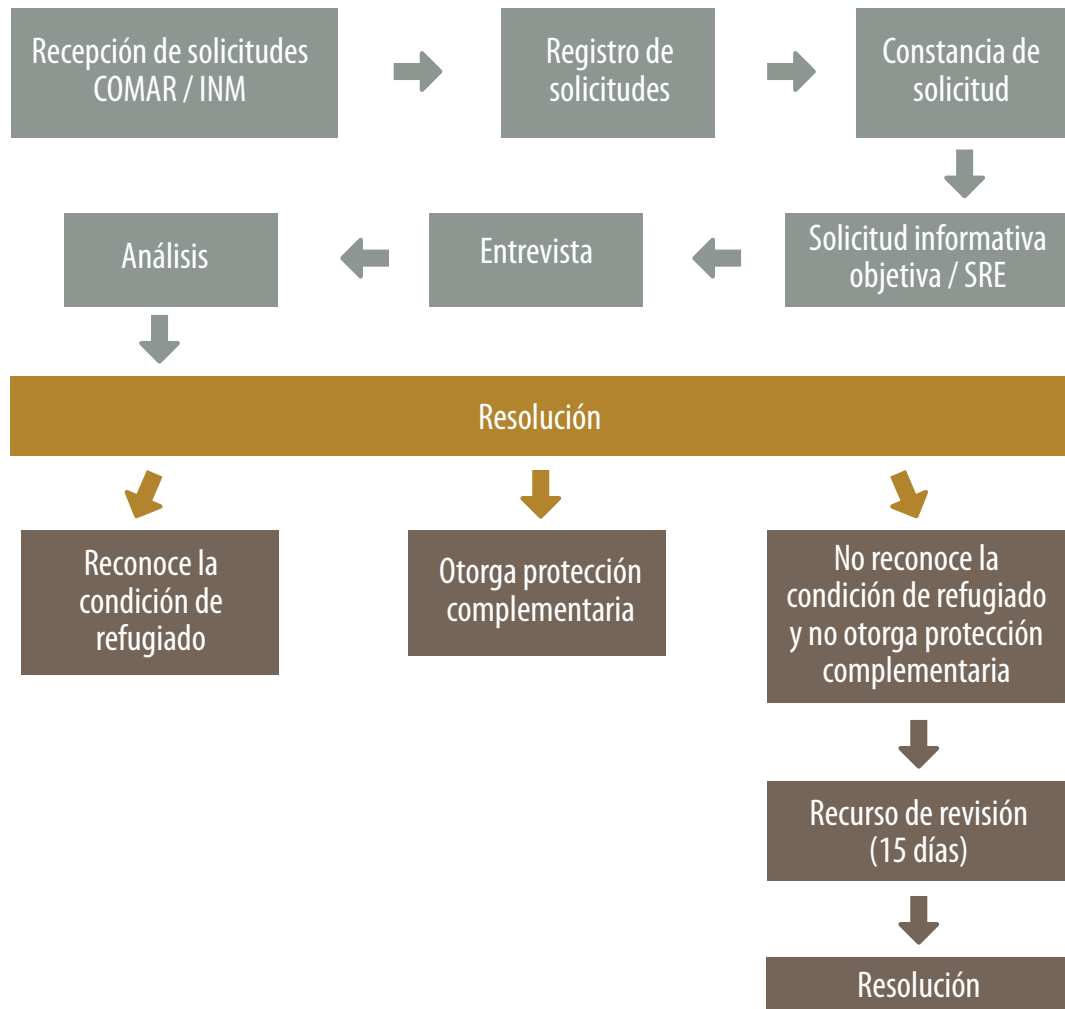 Recepción de solicitudes
COMAR / INM
Registro de
solicitudes
Constancia de
solicitud
Solicitud informativa
objetiva / SRE
Entrevista
Análisis
Resolución
Reconoce la
condición de
refugiado
Otorga protección
complementaria
No reconoce la
condición de refugiado
y no otorga protección
complementaria
Recurso de revisión
(15 días)
Resolución